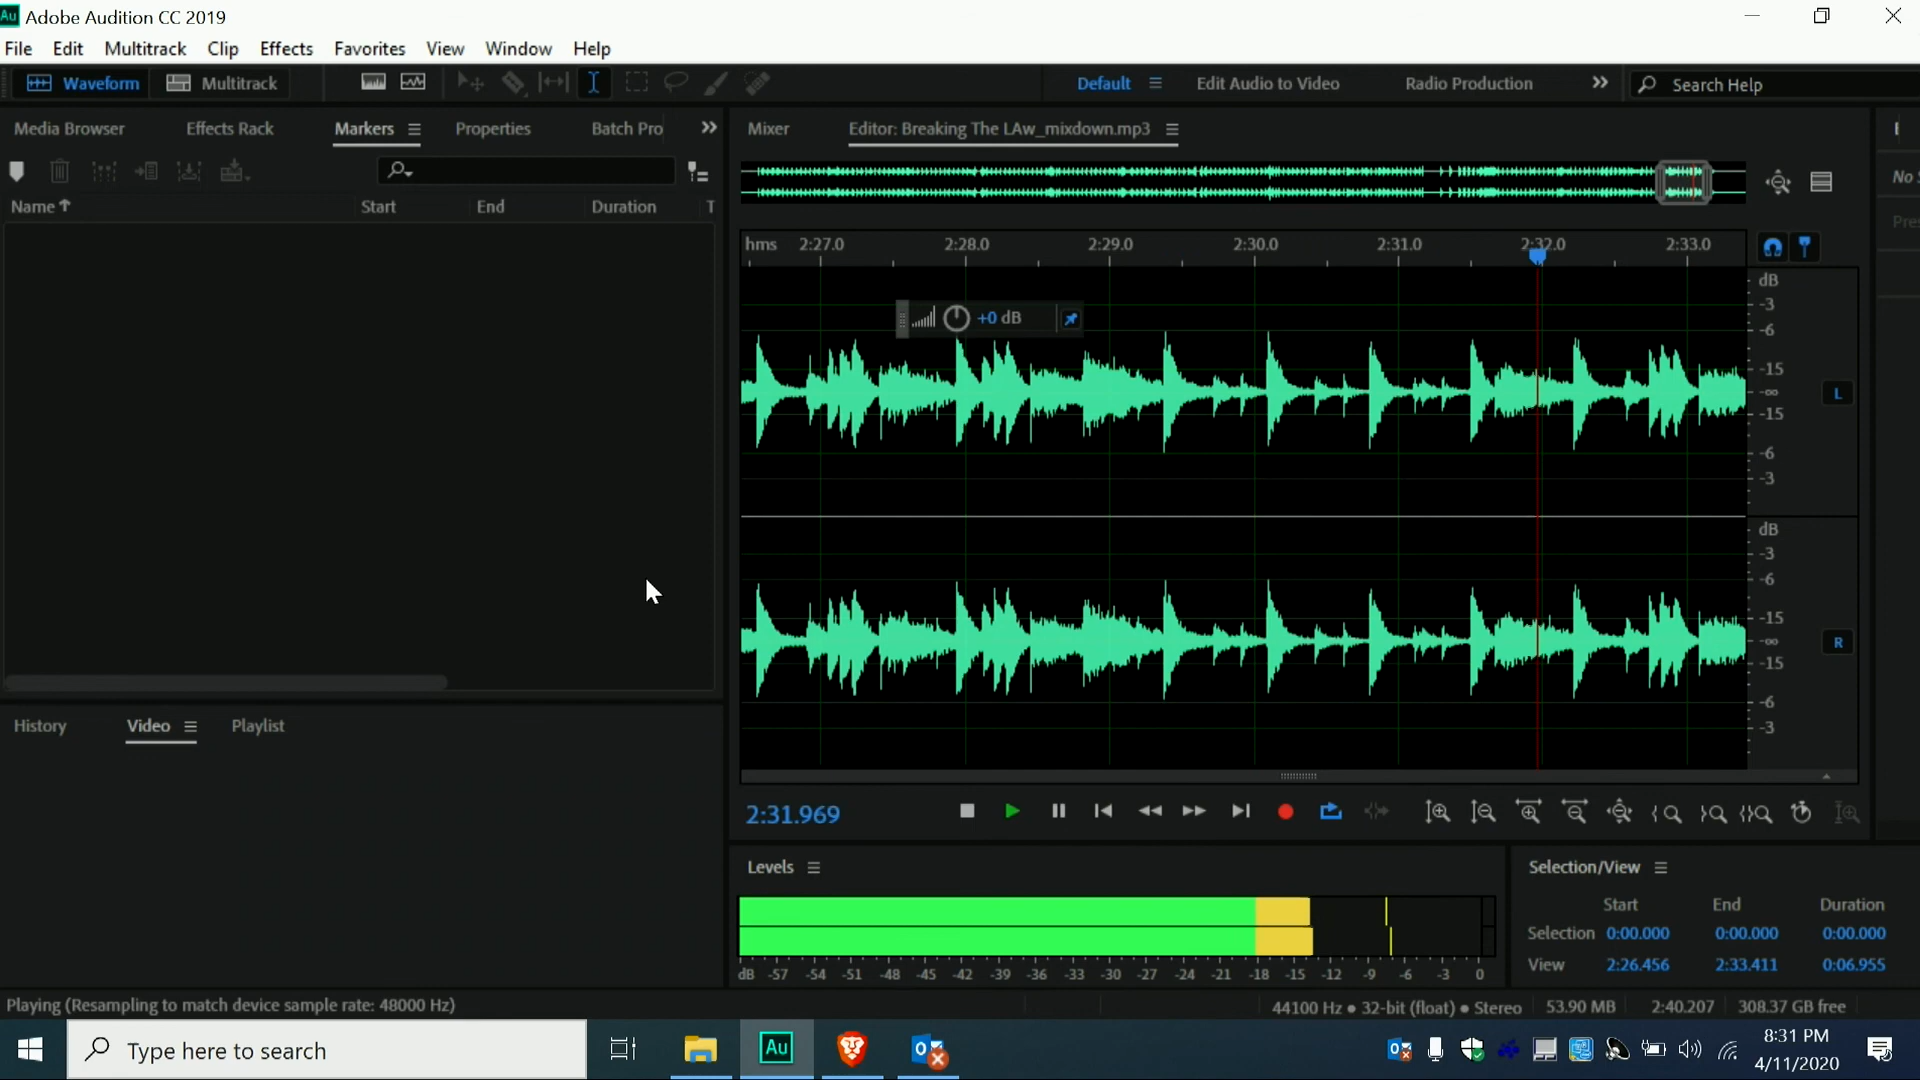 Au Adobe Audition CC 2019
File Edit Multitrack Clip Effects Favorites View Window Help
Waveform Multitrack Default Edit Audio to Video Radio Production Search Help
Media Browser Effects Rack Markers Properties Batch Pro Mixer Editor: Breaking The LAw_mixdown.mp3
No S
Name Start End Duration T
Pres
hms 2:27.0 2:28.0 2:29.0 2:30.0 2:31.0 2:32.0 2:33.0
+0 dB
dB
-3
-6
-15
-∞
-15
-6
-3
L
dB
-3
-6
-15
-∞
-15
-6
-3
R
History Video Playlist
2:31.969
Levels
dB -57 -54 -51 -48 -45 -42 -39 -36 -33 -30 -27 -24 -21 -18 -15 -12 -9 -6 -3 0
Selection/View
Start End Duration
Selection 0:00.000 0:00.000 0:00.000
View 2:26.456 2:33.411 0:06.955
Playing (Resampling to match device sample rate: 48000 Hz) 44100 Hz ● 32-bit (float) ● Stereo 53.90 MB 2:40.207 308.37 GB free
Type here to search
Au
8:31 PM
4/11/2020